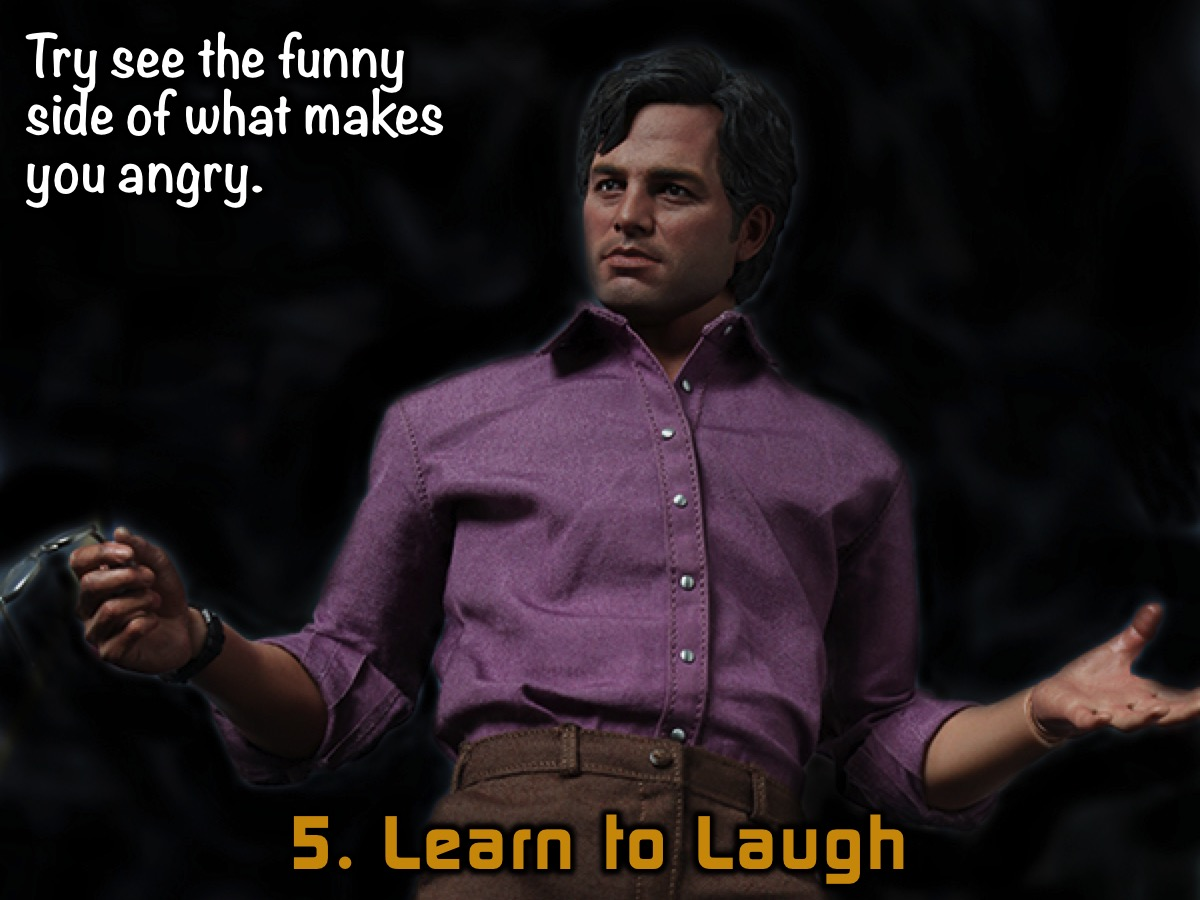 Try see the funny
side of what makes
you angry.
5. Learn to Laugh